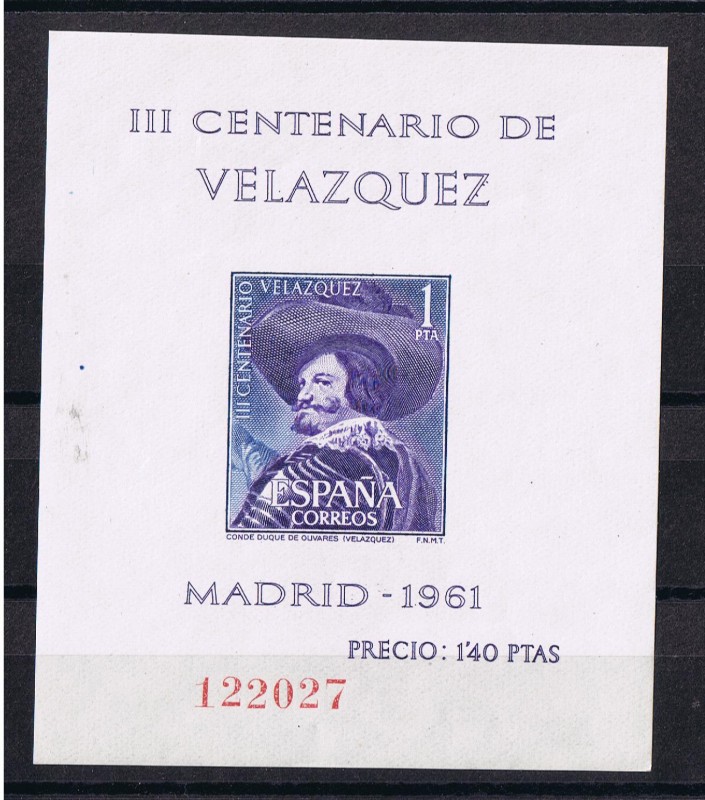 III CENTENARIO DE
VELAZQUEZ
III CENTENARIO VELAZQUEZ
1
PTA
ESPAÑA
CORREOS
CONDE DUQUE DE OLIVARES (VELAZQUEZ) F.N.M.T.
MADRID - 1961
PRECIO: 1'40 PTAS
122027